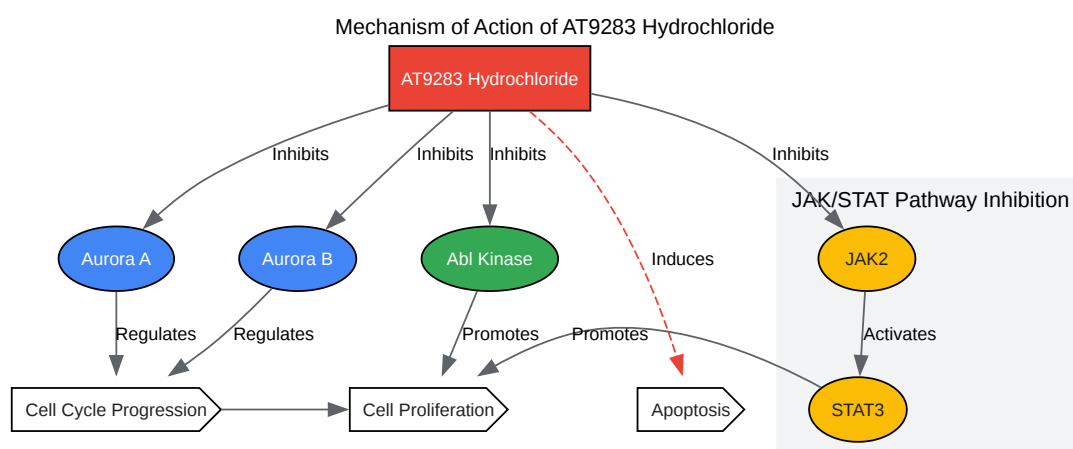 Mechanism of Action of AT9283 Hydrochloride
AT9283 Hydrochloride
Inhibits
Inhibits
Inhibits
Inhibits
JAK/STAT Pathway Inhibition
Aurora A
Aurora B
Abl Kinase
Induces
JAK2
Regulates
Regulates
Promotes
Promotes
Activates
Cell Cycle Progression
Cell Proliferation
Apoptosis
STAT3